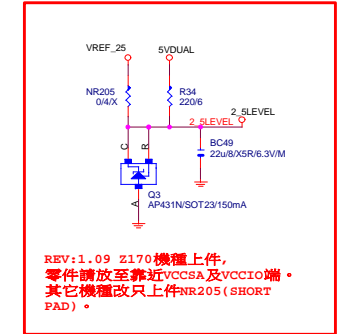 VREF_25
5VDUAL
NR205
0/4/X
R34
220/6
2_5LEVEL
2_5LEVEL
BC49
22u/8/X5R/6.3V/M
C
R
A
Q3
AP431N/SOT23/150mA
REV:1.09 Z170機種上件,
零件請放至靠近VCCSA及VCCIO端。
其它機種改只上件NR205(SHORT
PAD)。